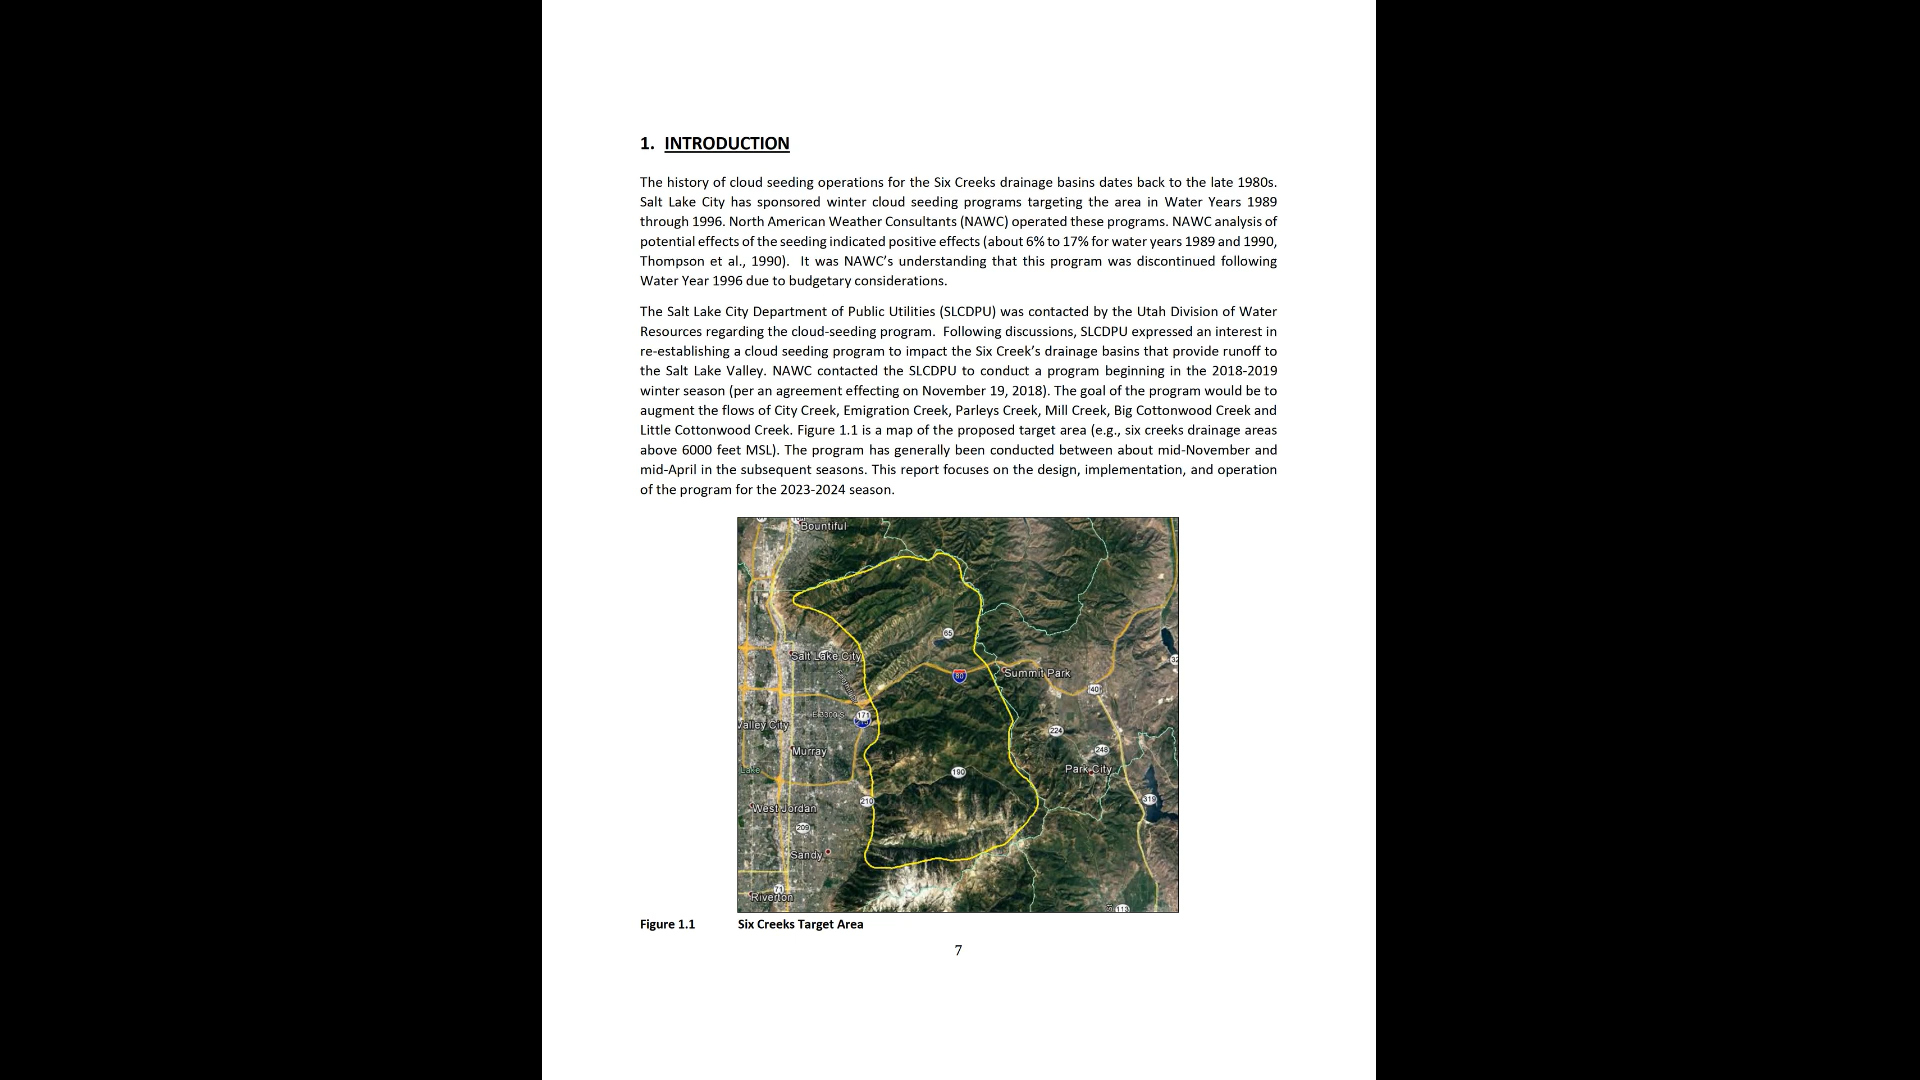 1. INTRODUCTION
The history of cloud seeding operations for the Six Creeks drainage basins dates back to the late 1980s.
Salt Lake City has sponsored winter cloud seeding programs targeting the area in Water Years 1989
through 1996. North American Weather Consultants (NAWC) operated these programs. NAWC analysis of
potential effects of the seeding indicated positive effects (about 6% to 17% for water years 1989 and 1990,
Thompson et al., 1990). It was NAWC's understanding that this program was discontinued following
Water Year 1996 due to budgetary considerations.
The Salt Lake City Department of Public Utilities (SLCDPU) was contacted by the Utah Division of Water
Resources regarding the cloud-seeding program. Following discussions, SLCDPU expressed an interest in
re-establishing a cloud seeding program to impact the Six Creek's drainage basins that provide runoff to
the Salt Lake Valley. NAWC contacted the SLCDPU to conduct a program beginning in the 2018-2019
winter season (per an agreement effecting on November 19, 2018). The goal of the program would be to
augment the flows of City Creek, Emigration Creek, Parleys Creek, Mill Creek, Big Cottonwood Creek and
Little Cottonwood Creek. Figure 1.1 is a map of the proposed target area (e.g., six creeks drainage areas
above 6000 feet MSL). The program has generally been conducted between about mid-November and
mid-April in the subsequent seasons. This report focuses on the design, implementation, and operation
of the program for the 2023-2024 season.
Bountiful
65
Salt Lake City
Summit Park
80
40
E 3300 S
171
Valley City
224
Murray
248
Park City
Lake
190
319
210
West Jordan
209
Sandy
71
Riverton
113
Figure 1.1 Six Creeks Target Area
7